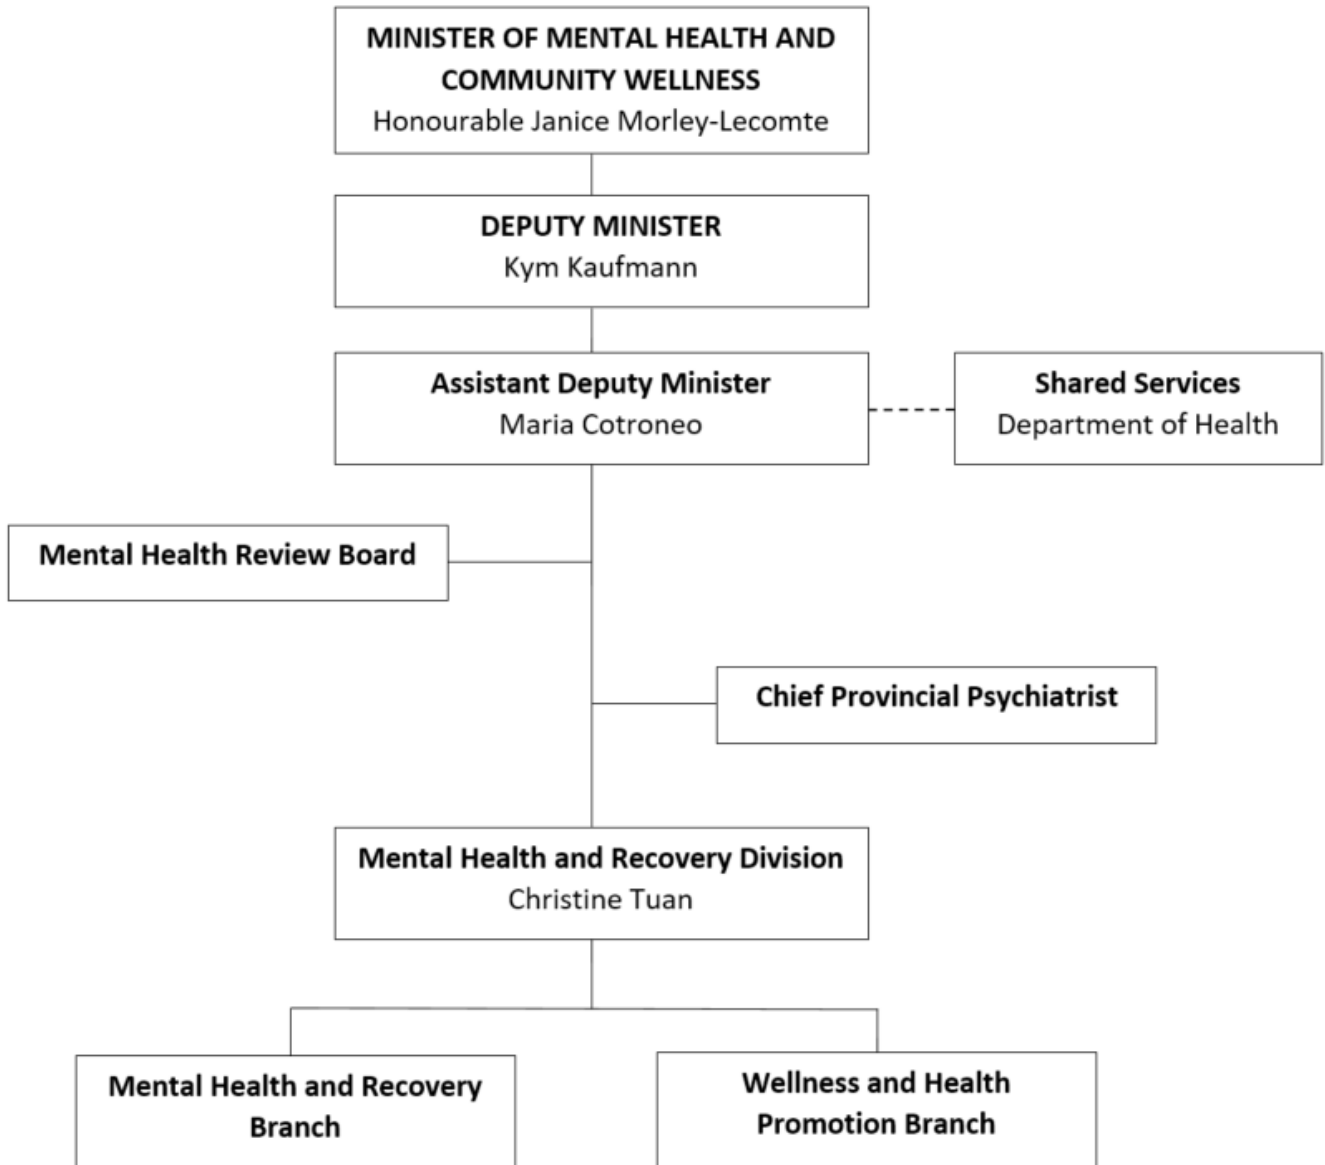 MINISTER OF MENTAL HEALTH AND
COMMUNITY WELLNESS
Honourable Janice Morley-Lecomte
DEPUTY MINISTER
Kym Kaufmann
Assistant Deputy Minister
Maria Cotroneo
Shared Services
Department of Health
Mental Health Review Board
Chief Provincial Psychiatrist
Mental Health and Recovery Division
Christine Tuan
Mental Health and Recovery
Branch
Wellness and Health
Promotion Branch